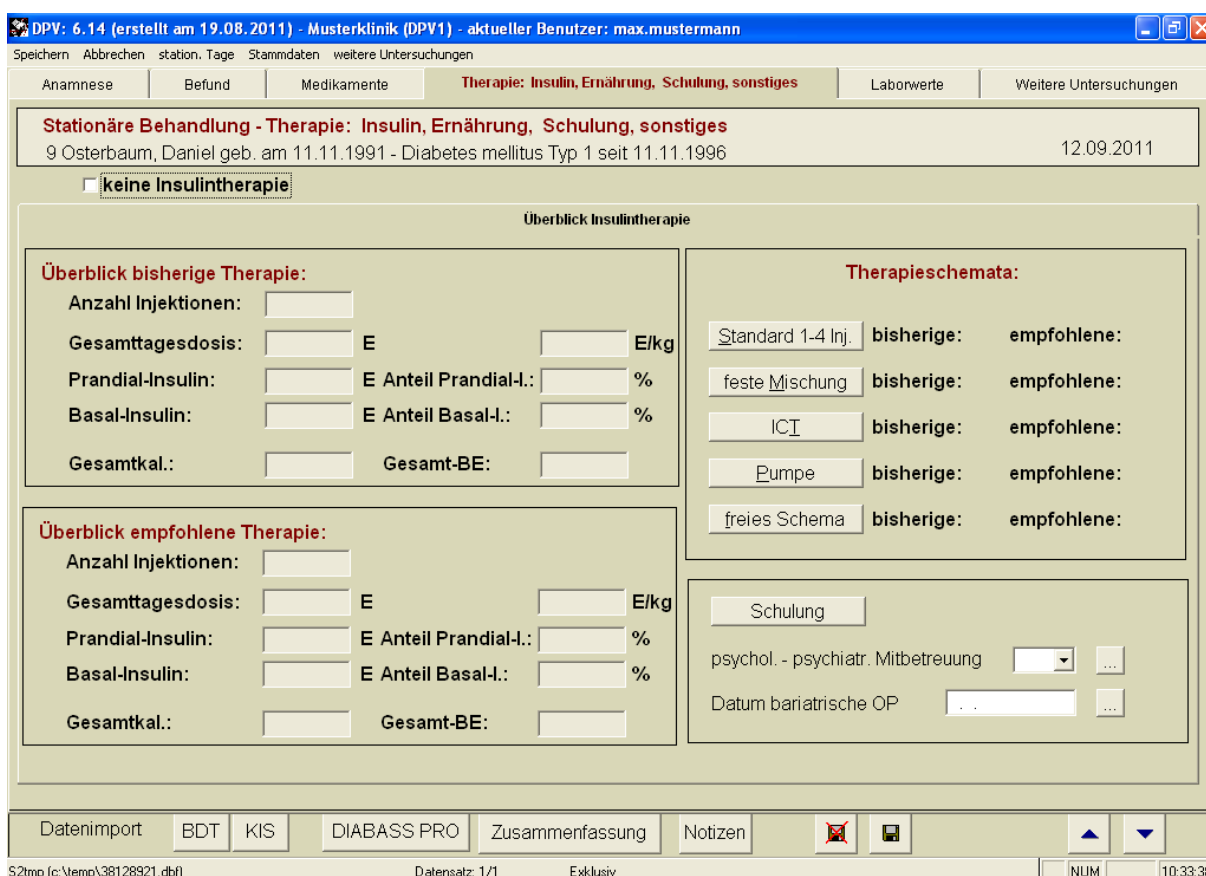 DPV: 6.14 (erstellt am 19.08.2011) - Musterklinik (DPV1) - aktueller Benutzer: max.mustermann
Speichern Abbrechen station. Tage Stammdaten weitere Untersuchungen
Anamnese Befund Medikamente Therapie: Insulin, Ernährung, Schulung, sonstiges Laborwerte Weitere Untersuchungen
Stationäre Behandlung - Therapie: Insulin, Ernährung, Schulung, sonstiges
9 Osterbaum, Daniel geb. am 11.11.1991 - Diabetes mellitus Typ 1 seit 11.11.1996 12.09.2011
keine Insulintherapie
Überblick Insulintherapie
Überblick bisherige Therapie:
Anzahl Injektionen:
Gesamttagesdosis: E E/kg
Prandial-Insulin: E Anteil Prandial-I.: %
Basal-Insulin: E Anteil Basal-I.: %
Gesamtkal.: Gesamt-BE:
Überblick empfohlene Therapie:
Anzahl Injektionen:
Gesamttagesdosis: E E/kg
Prandial-Insulin: E Anteil Prandial-I.: %
Basal-Insulin: E Anteil Basal-I.: %
Gesamtkal.: Gesamt-BE:
Therapieschemata:
Standard 1-4 Inj. bisherige: empfohlene:
feste Mischung bisherige: empfohlene:
ICT bisherige: empfohlene:
Pumpe bisherige: empfohlene:
freies Schema bisherige: empfohlene:
Schulung
psychol. - psychiatr. Mitbetreuung ...
Datum bariatrische OP . . ...
Datenimport BDT KIS DIABASS PRO Zusammenfassung Notizen
S2tmp (c:\temp\38128921.dbf) Datensatz: 1/1 Exklusiv NUM 10:33:38